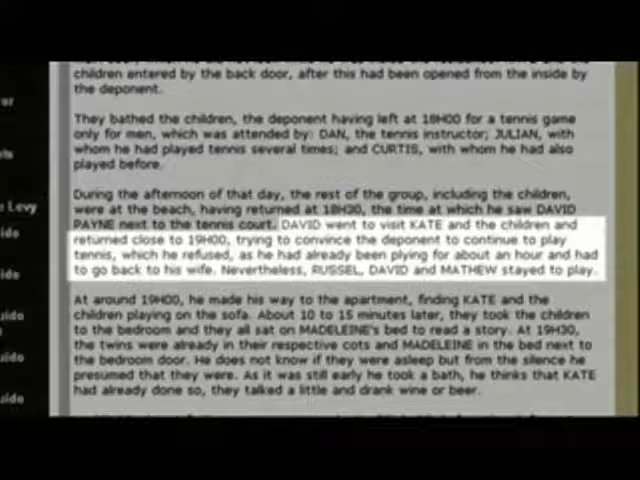 children entered by the back door, after this had been opened from the inside by
the deponent.
They bathed the children, the deponent having left at 18H00 for a tennis game
only for men, which was attended by: DAN, the tennis instructor; JULIAN, with
whom he had played tennis several times; and CURTIS, with whom he had also
played before.
During the afternoon of that day, the rest of the group, including the children,
were at the beach, having returned at 18H30, the time at which he saw DAVID
PAYNE next to the tennis court. DAVID went to visit KATE and the children and
returned close to 19H00, trying to convince the deponent to continue to play
tennis, which he refused, as he had already been plying for about an hour and had
to go back to his wife. Nevertheless, RUSSEL, DAVID and MATHEW stayed to play.
At around 19H00, he made his way to the apartment, finding KATE and the
children playing on the sofa. About 10 to 15 minutes later, they took the children
to the bedroom and they all sat on MADELEINE's bed to read a story. At 19H30,
the twins were already in their respective cots and MADELEINE in the bed next to
the bedroom door. He does not know if they were asleep but from the silence he
presumed that they were. As it was still early he took a bath, he thinks that KATE
had already done so, they talked a little and drank wine or beer.
Levy